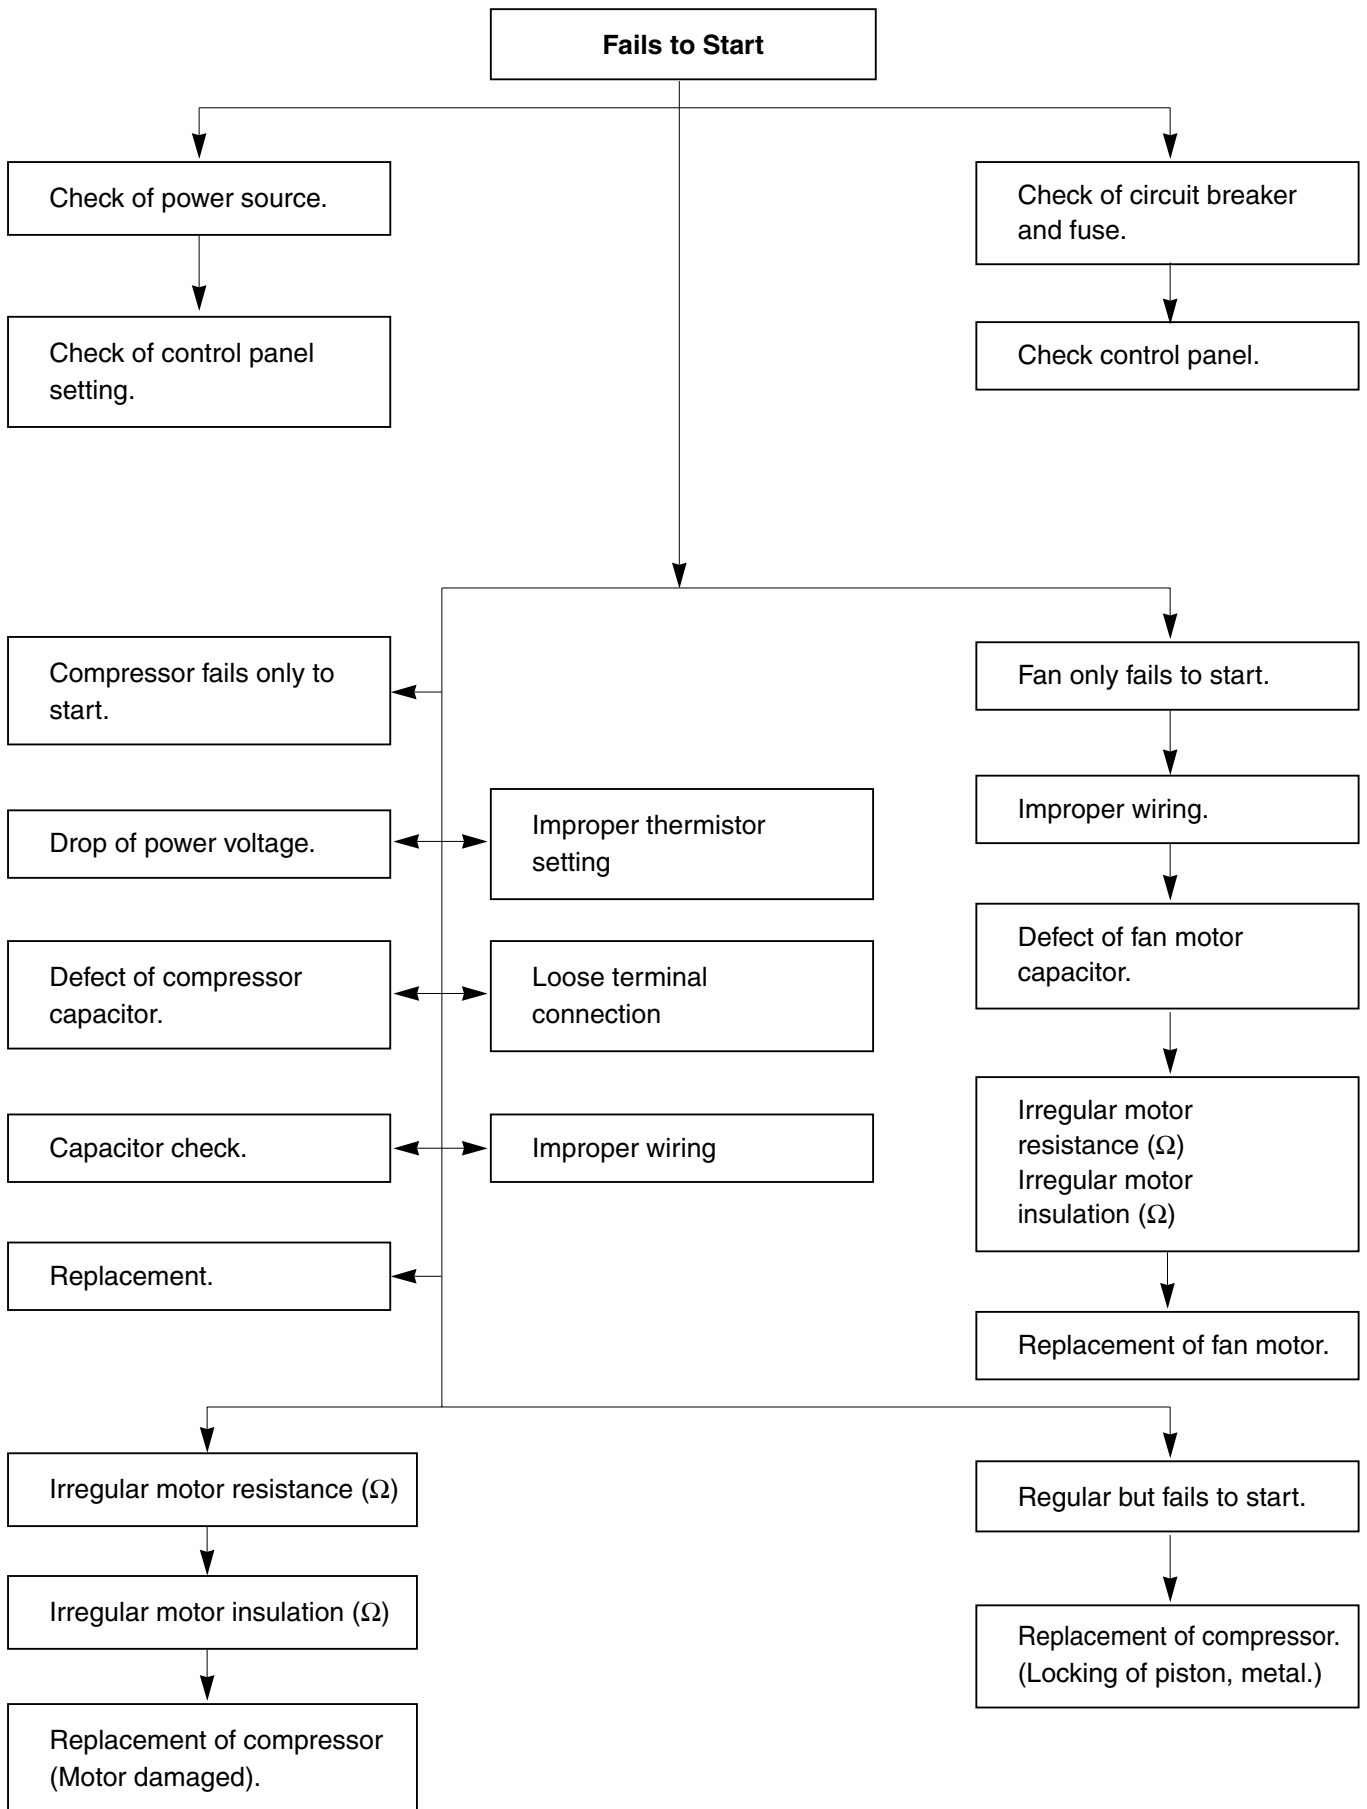 Fails to Start
Check of power source.
Check of circuit breaker
and fuse.
Check of control panel
setting.
Check control panel.
Compressor fails only to
start.
Fan only fails to start.
Drop of power voltage.
Improper thermistor
setting
Improper wiring.
Defect of compressor
capacitor.
Loose terminal
connection
Defect of fan motor
capacitor.
Capacitor check.
Improper wiring
Irregular motor
resistance (Ω)
Irregular motor
insulation (Ω)
Replacement.
Replacement of fan motor.
Irregular motor resistance (Ω)
Regular but fails to start.
Irregular motor insulation (Ω)
Replacement of compressor.
(Locking of piston, metal.)
Replacement of compressor
(Motor damaged).